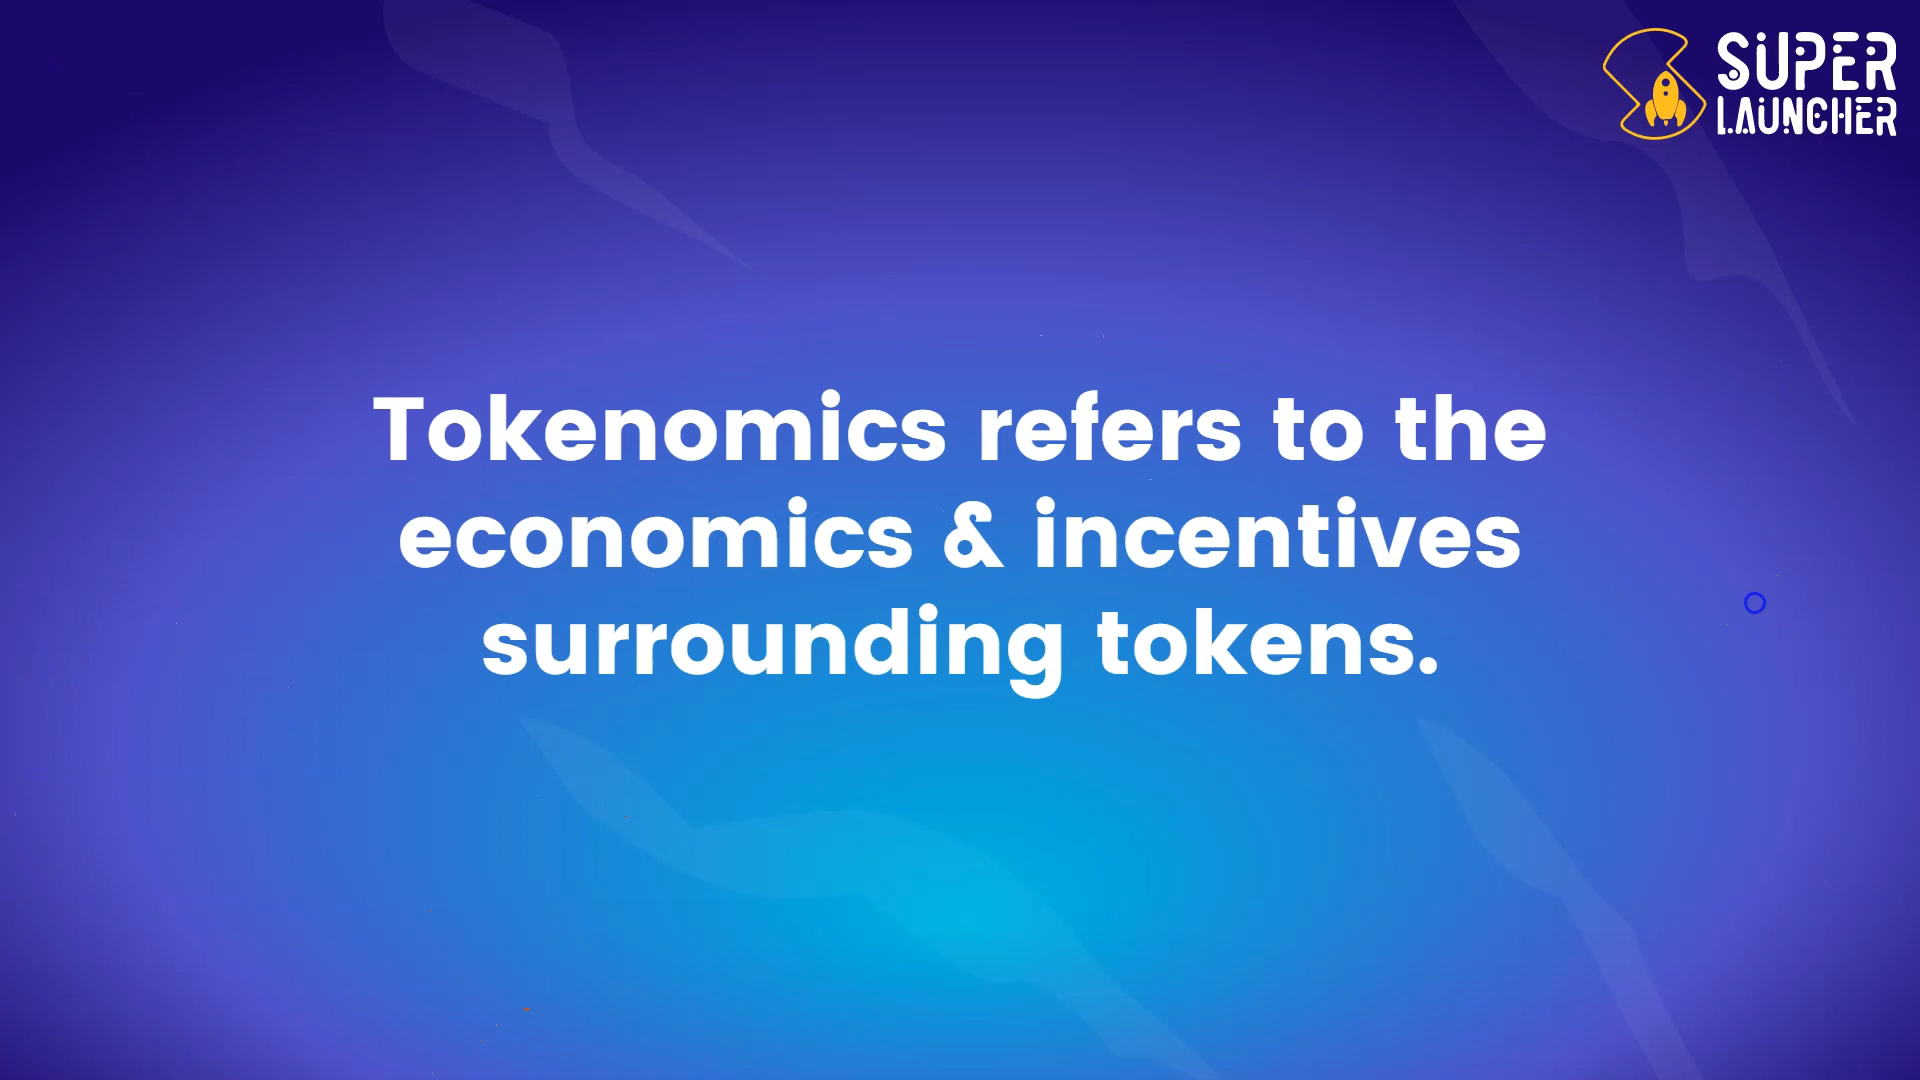 SUPER
LAUNCHER
Tokenomics refers to the
economics & incentives
surrounding tokens.